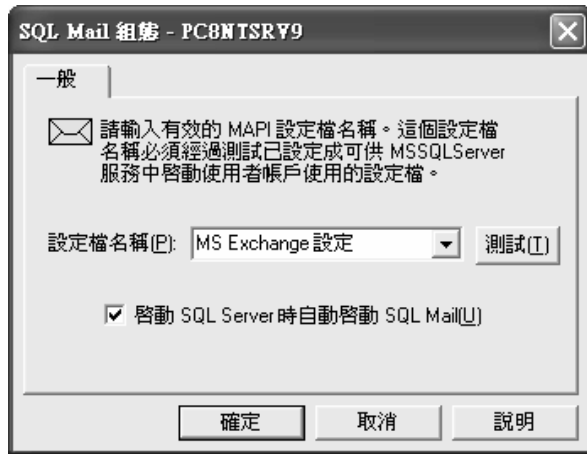 SQL Mail 組態 - PC8NTSRV9
一般
請輸入有效的 MAPI 設定檔名稱。這個設定檔
名稱必須經過測試已設定成可供 MSSQLServer
服務中啓動使用者帳戶使用的設定檔。
設定檔名稱(P): MS Exchange 設定 測試(T)
啓動 SQL Server 時自動啓動 SQL Mail(U)
確定 取消 說明